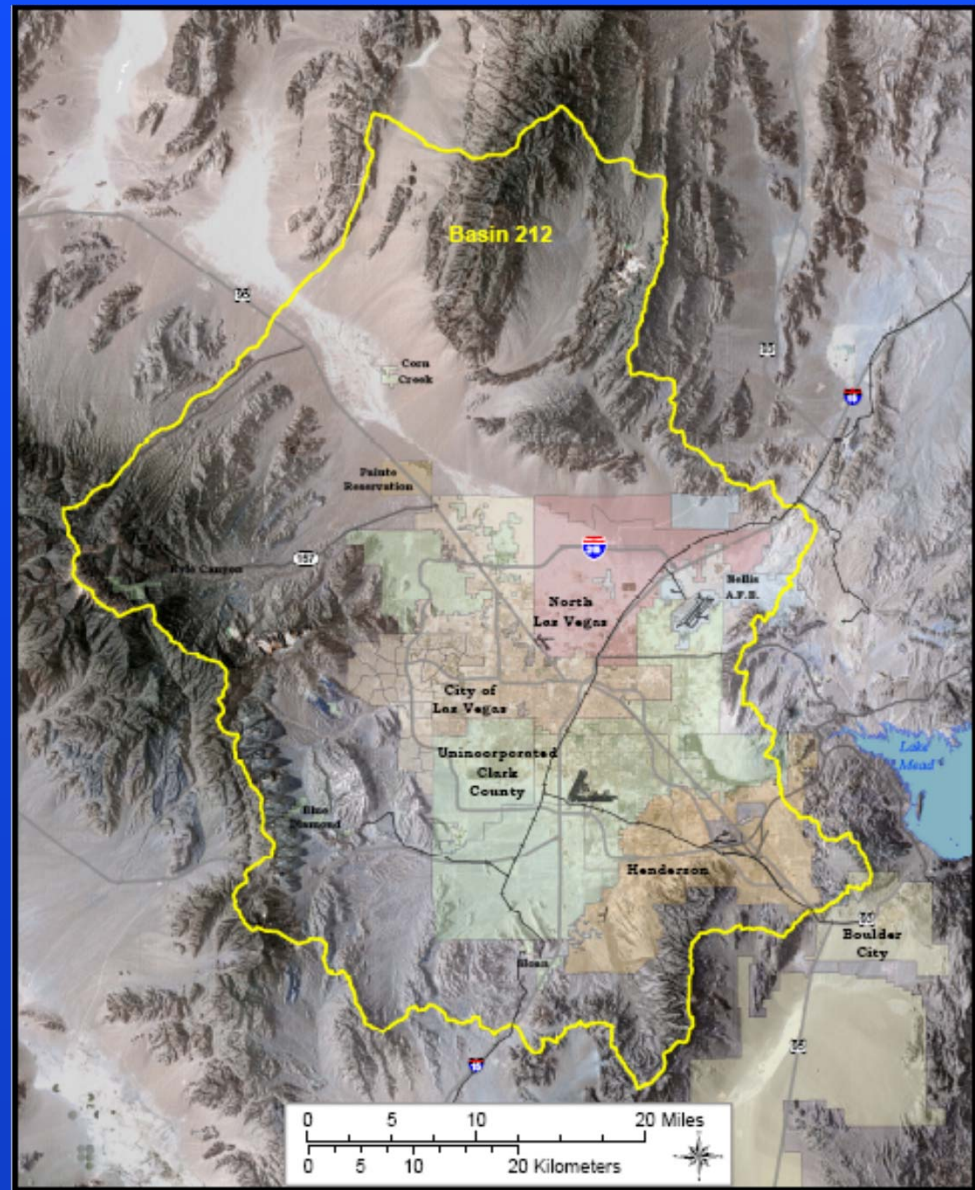 Basin 212
95
Corn
Creek
93
15
Paiute
Reservation
157
Kyle Canyon
North
Las Vegas
Nellis
A.F.B.
City of
Las Vegas
Unincorporated
Clark
County
Lake
Mead
Blue
Diamond
Henderson
Boulder
City
Sloan
95
15
0 5 10 20 Miles
0 5 10 20 Kilometers